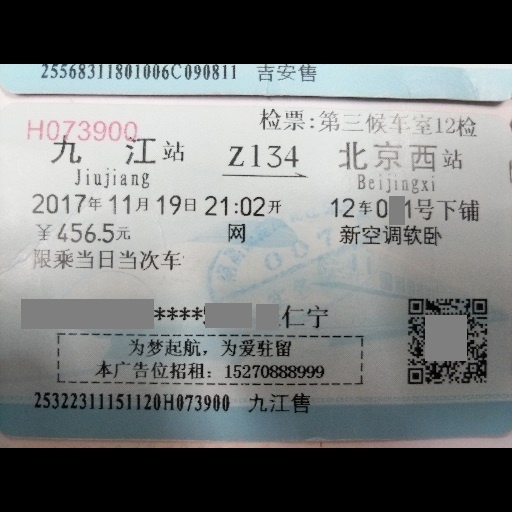 25568311801006C090811 吉安售
H073900 检票:第三候车室12检
九 江站 Z134 北京西站
Jiujiang Beijingxi
2017年11月19日21:02开 12车0 1号下铺
¥456.5元 网 新空调软卧
限乘当日当次车
**** 仁宁
为梦起航，为爱驻留
本广告位招租：15270888999
25322311151120H073900 九江售